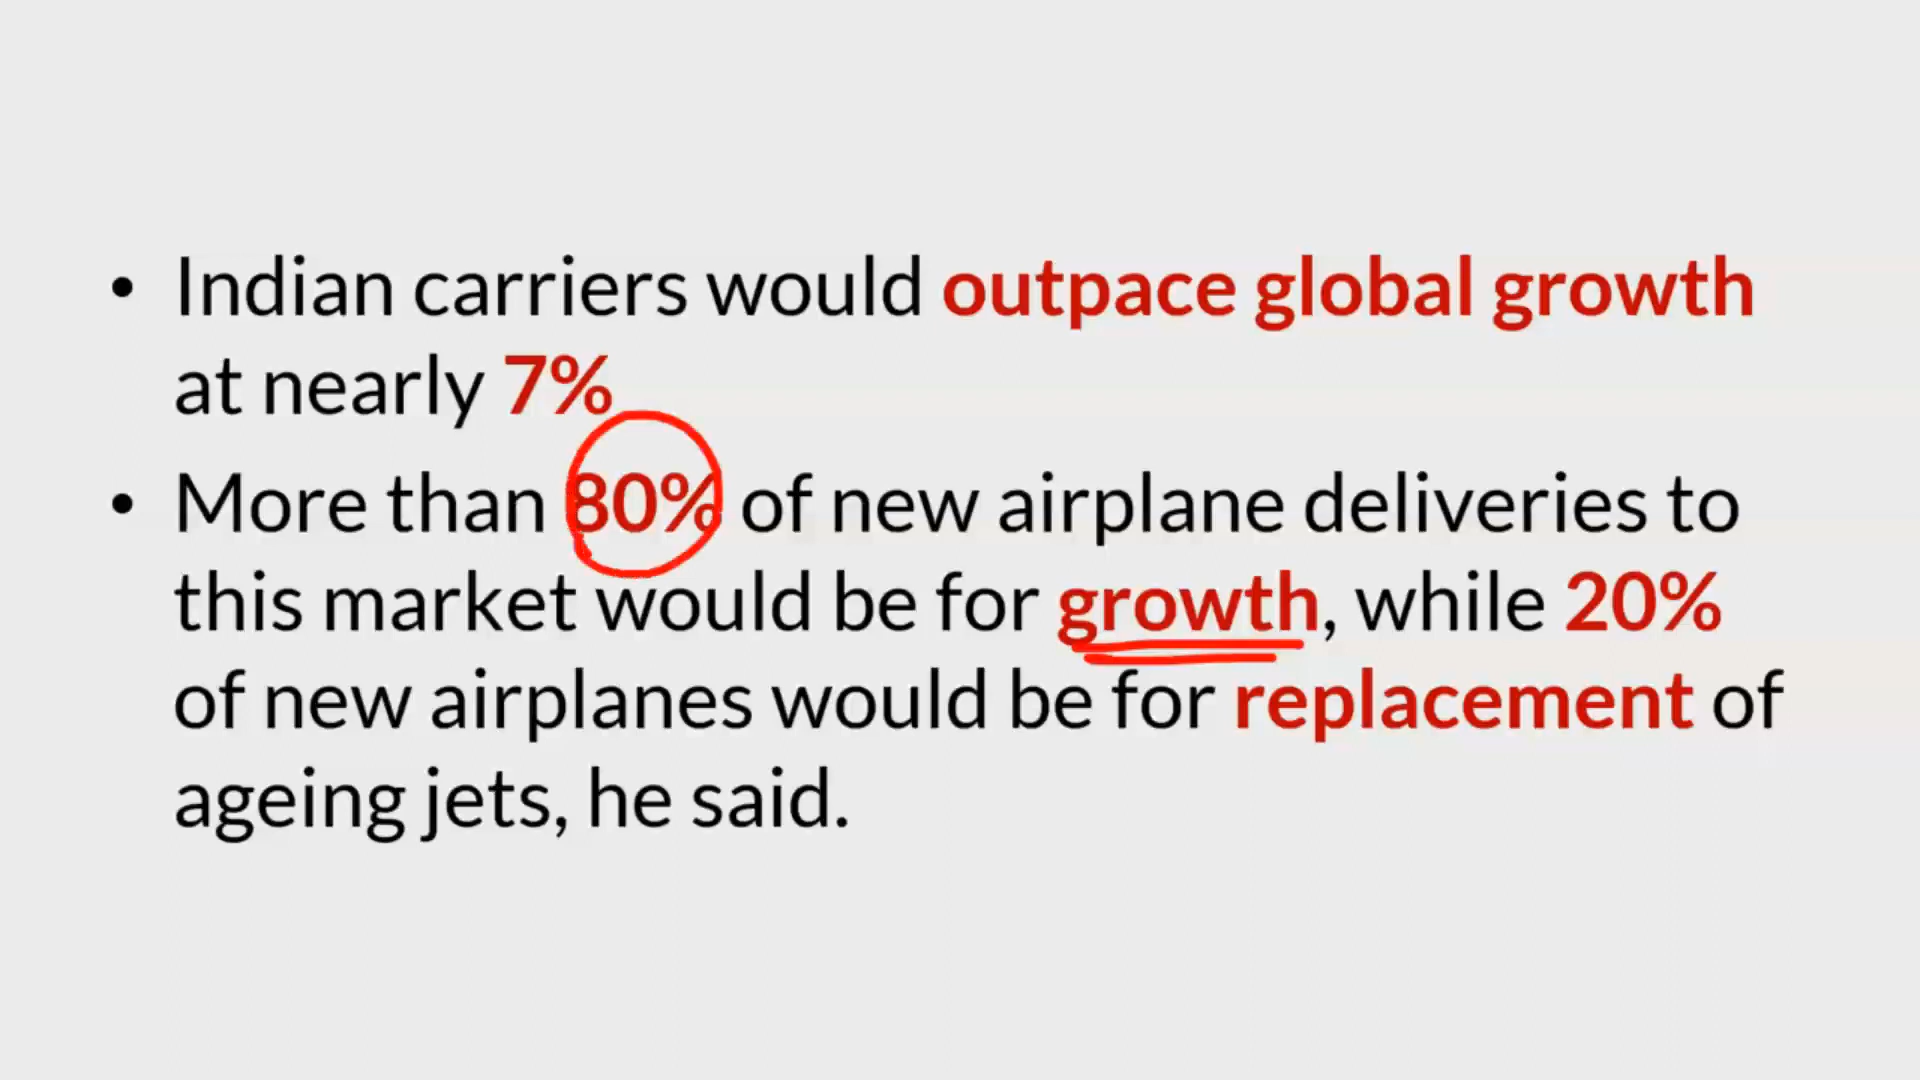 • Indian carriers would outpace global growth
at nearly 7%
• More than 80% of new airplane deliveries to
this market would be for growth, while 20%
of new airplanes would be for replacement of
ageing jets, he said.